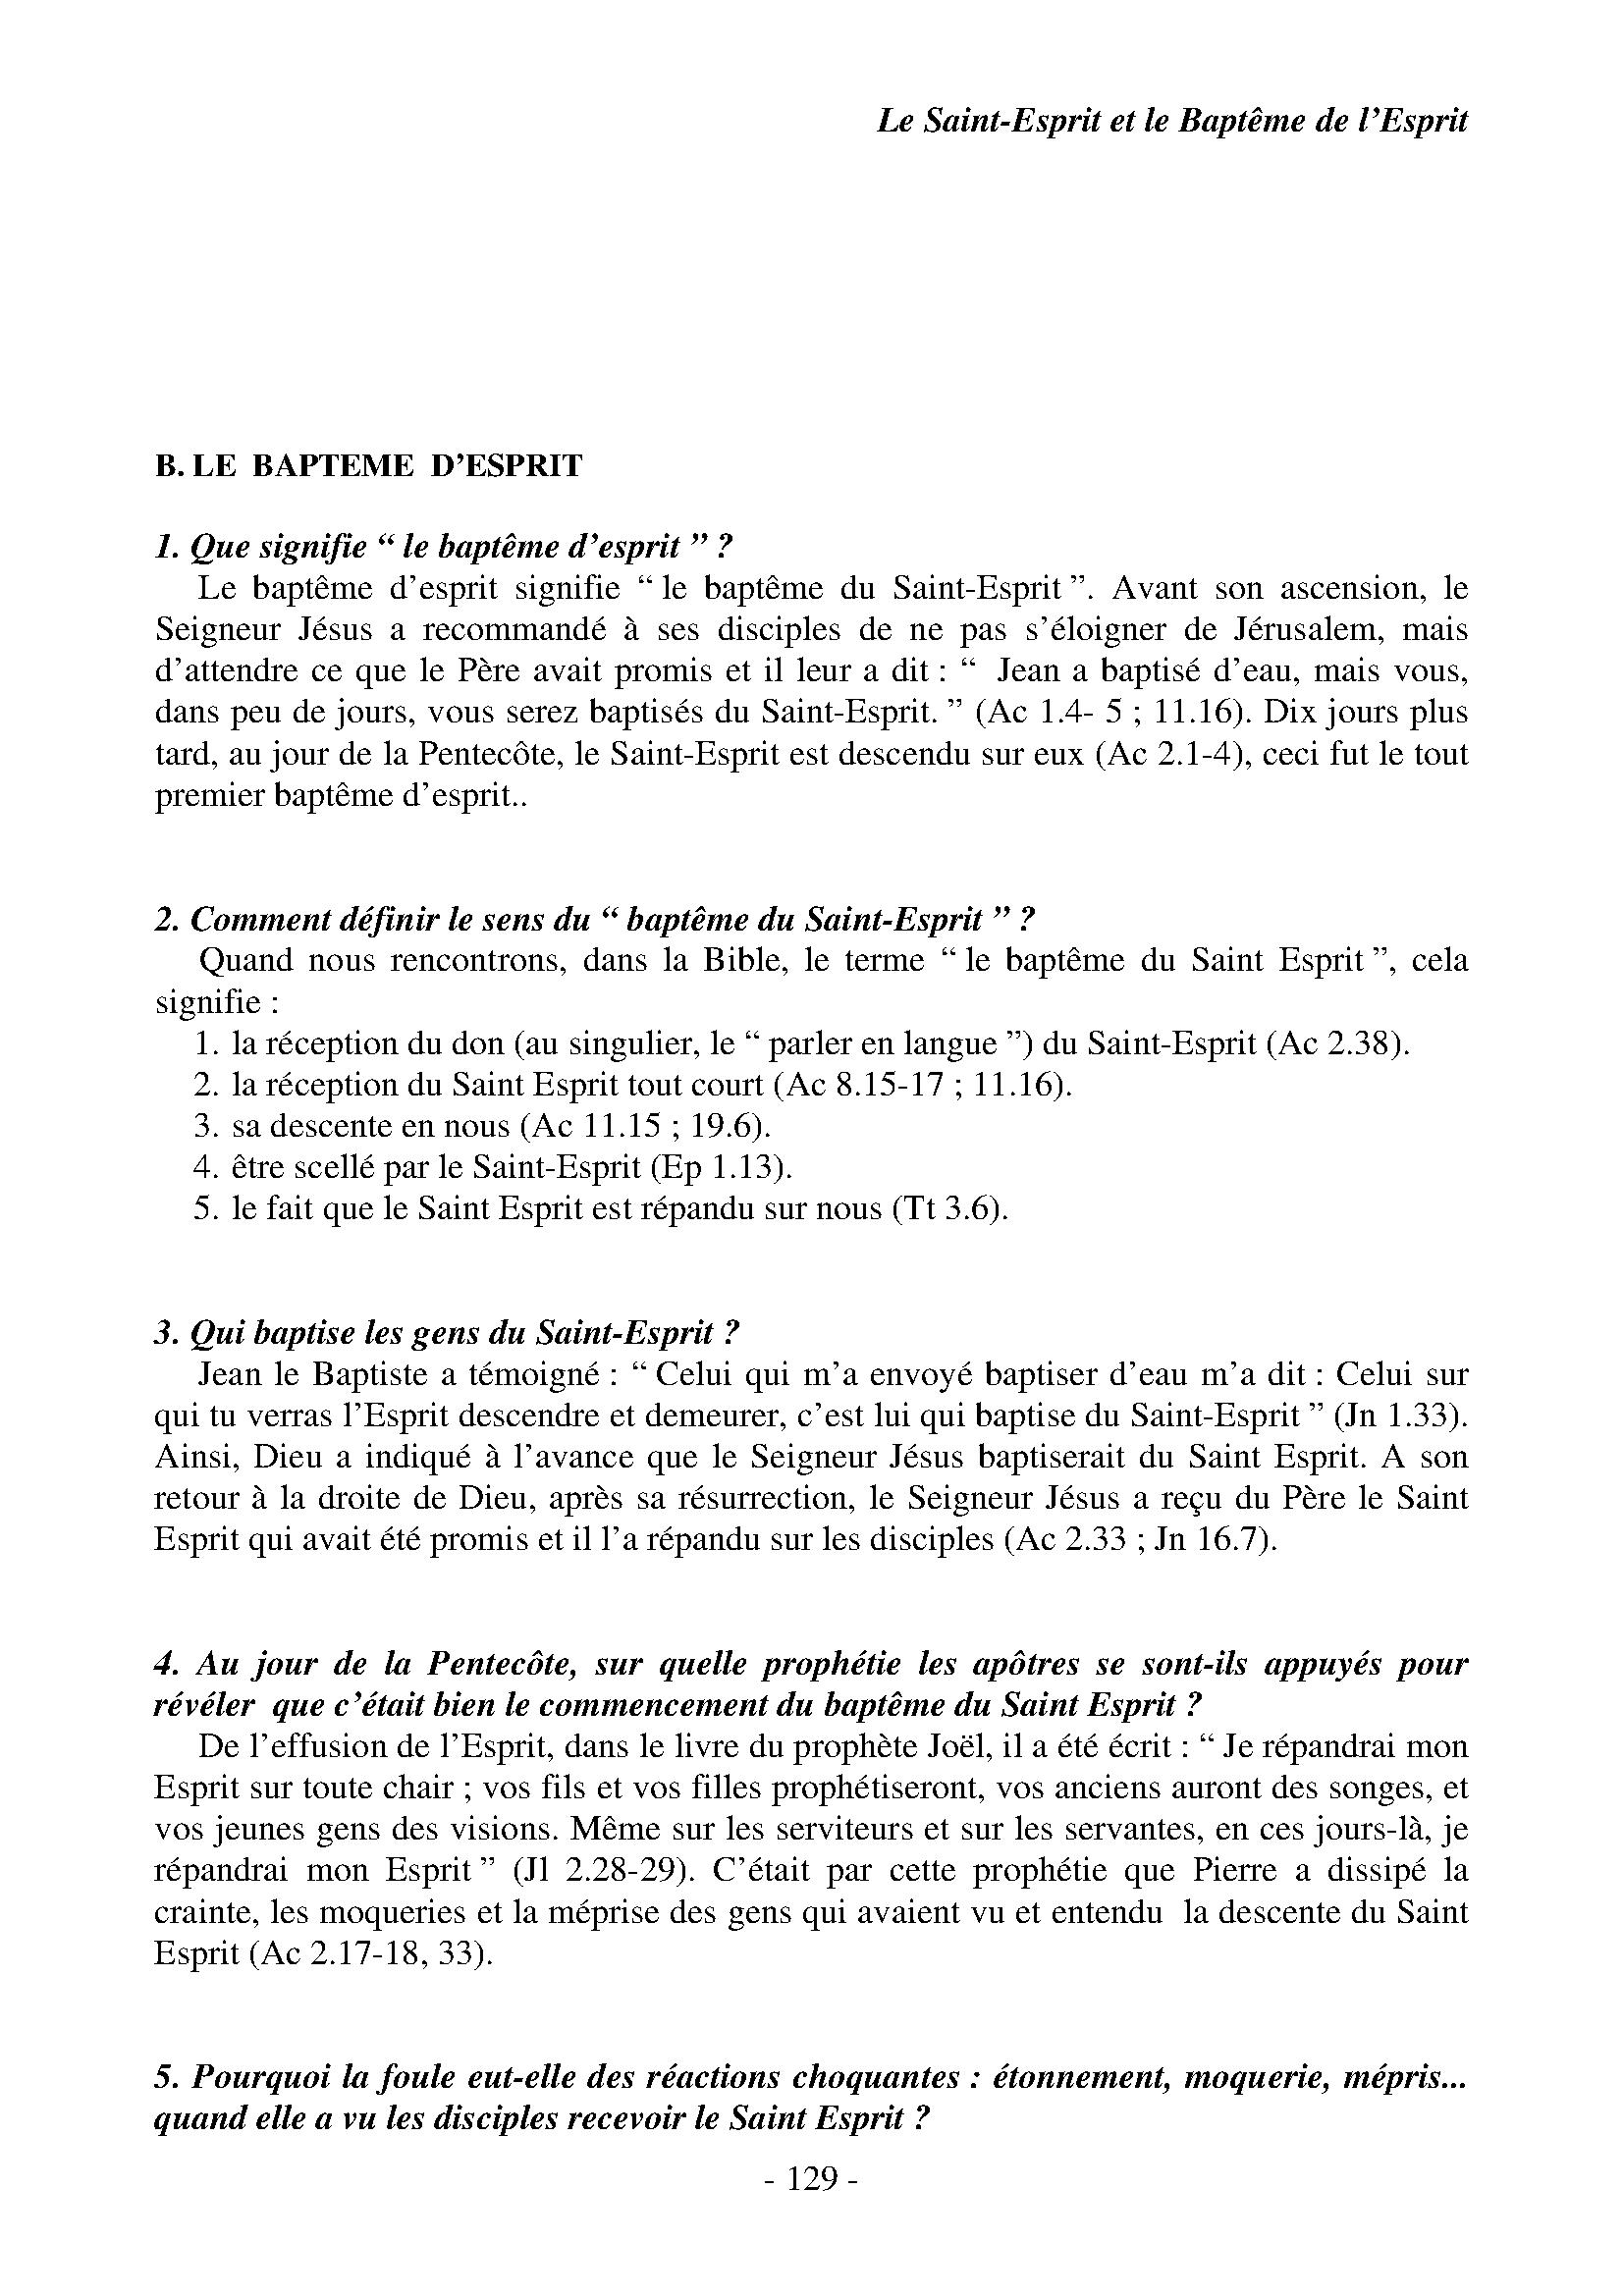 Le Saint-Esprit et le Baptême de l’Esprit
B. LE BAPTEME D’ESPRIT
1. Que signifie “ le baptême d’esprit ” ?
Le baptême d’esprit signifie “ le baptême du Saint-Esprit ”. Avant son ascension, le
Seigneur Jésus a recommandé à ses disciples de ne pas s’éloigner de Jérusalem, mais
d’attendre ce que le Père avait promis et il leur a dit : “ Jean a baptisé d’eau, mais vous,
dans peu de jours, vous serez baptisés du Saint-Esprit. ” (Ac 1.4- 5 ; 11.16). Dix jours plus
tard, au jour de la Pentecôte, le Saint-Esprit est descendu sur eux (Ac 2.1-4), ceci fut le tout
premier baptême d’esprit..
2. Comment définir le sens du “ baptême du Saint-Esprit ” ?
Quand nous rencontrons, dans la Bible, le terme “ le baptême du Saint Esprit ”, cela
signifie :
1. la réception du don (au singulier, le “ parler en langue ”) du Saint-Esprit (Ac 2.38).
2. la réception du Saint Esprit tout court (Ac 8.15-17 ; 11.16).
3. sa descente en nous (Ac 11.15 ; 19.6).
4. être scellé par le Saint-Esprit (Ep 1.13).
5. le fait que le Saint Esprit est répandu sur nous (Tt 3.6).
3. Qui baptise les gens du Saint-Esprit ?
Jean le Baptiste a témoigné : “ Celui qui m’a envoyé baptiser d’eau m’a dit : Celui sur
qui tu verras l’Esprit descendre et demeurer, c’est lui qui baptise du Saint-Esprit ” (Jn 1.33).
Ainsi, Dieu a indiqué à l’avance que le Seigneur Jésus baptiserait du Saint Esprit. A son
retour à la droite de Dieu, après sa résurrection, le Seigneur Jésus a reçu du Père le Saint
Esprit qui avait été promis et il l’a répandu sur les disciples (Ac 2.33 ; Jn 16.7).
4. Au jour de la Pentecôte, sur quelle prophétie les apôtres se sont-ils appuyés pour
révéler que c’était bien le commencement du baptême du Saint Esprit ?
De l’effusion de l’Esprit, dans le livre du prophète Joël, il a été écrit : “ Je répandrai mon
Esprit sur toute chair ; vos fils et vos filles prophétiseront, vos anciens auront des songes, et
vos jeunes gens des visions. Même sur les serviteurs et sur les servantes, en ces jours-là, je
répandrai mon Esprit ” (Jl 2.28-29). C’était par cette prophétie que Pierre a dissipé la
crainte, les moqueries et la méprise des gens qui avaient vu et entendu la descente du Saint
Esprit (Ac 2.17-18, 33).
5. Pourquoi la foule eut-elle des réactions choquantes : étonnement, moquerie, mépris...
quand elle a vu les disciples recevoir le Saint Esprit ?
- 129 -